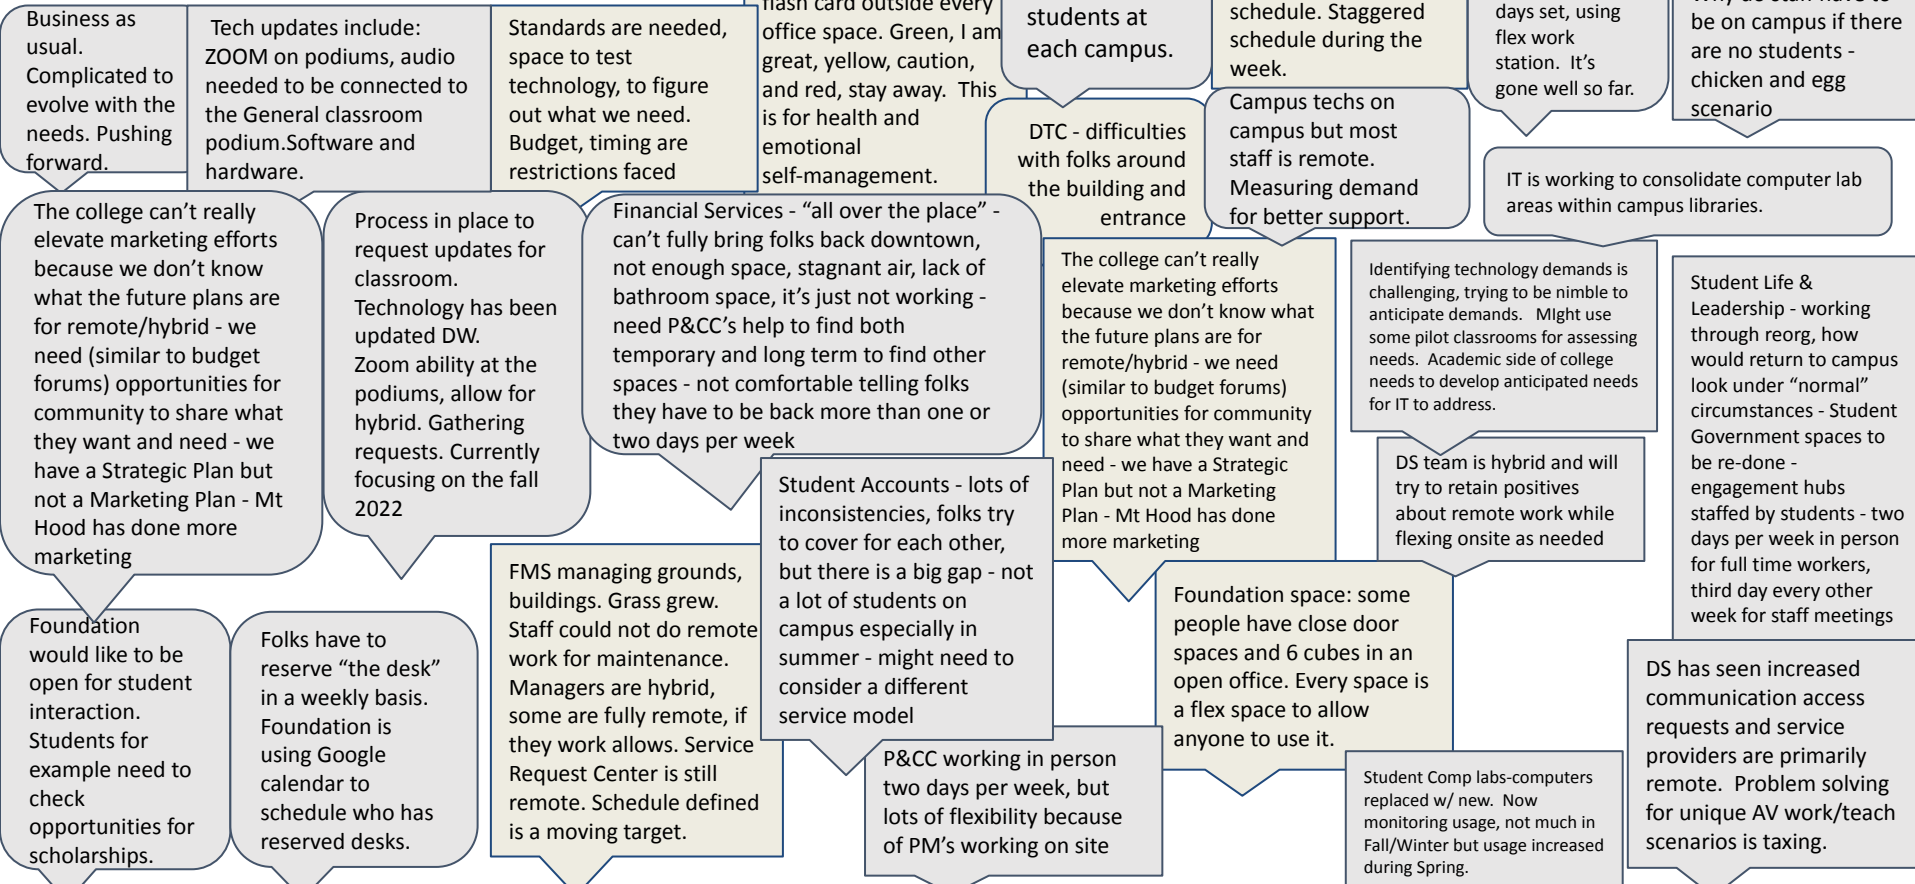 Business as
usual.
Complicated to
evolve with the
needs. Pushing
forward.
Tech updates include:
ZOOM on podiums, audio
needed to be connected to
the General classroom
podium.Software and
hardware.
Standards are needed,
space to test
technology, to figure
out what we need.
Budget, timing are
restrictions faced
flash card outside every
office space. Green, I am
great, yellow, caution,
and red, stay away. This
is for health and
emotional
self-management.
students at
each campus.
schedule. Staggered
schedule during the
week.
days set, using
flex work
station. It's
gone well so far.
Why do staff have to
be on campus if there
are no students -
chicken and egg
scenario
DTC - difficulties
with folks around
the building and
entrance
Campus techs on
campus but most
staff is remote.
Measuring demand
for better support.
IT is working to consolidate computer lab
areas within campus libraries.
The college can't really
elevate marketing efforts
because we don't know
what the future plans are
for remote/hybrid - we
need (similar to budget
forums) opportunities for
community to share what
they want and need - we
have a Strategic Plan but
not a Marketing Plan - Mt
Hood has done more
marketing
Process in place to
request updates for
classroom.
Technology has been
updated DW.
Zoom ability at the
podiums, allow for
hybrid. Gathering
requests. Currently
focusing on the fall
2022
Financial Services - "all over the place" -
can't fully bring folks back downtown,
not enough space, stagnant air, lack of
bathroom space, it's just not working -
need P&CC's help to find both
temporary and long term to find other
spaces - not comfortable telling folks
they have to be back more than one or
two days per week
The college can't really
elevate marketing efforts
because we don't know what
the future plans are for
remote/hybrid - we need
(similar to budget forums)
opportunities for community
to share what they want and
need - we have a Strategic
Plan but not a Marketing
Plan - Mt Hood has done
more marketing
Identifying technology demands is
challenging, trying to be nimble to
anticipate demands. MIght use
some pilot classrooms for assessing
needs. Academic side of college
needs to develop anticipated needs
for IT to address.
Student Life &
Leadership - working
through reorg, how
would return to campus
look under "normal"
circumstances - Student
Government spaces to
be re-done -
engagement hubs
staffed by students - two
days per week in person
for full time workers,
third day every other
week for staff meetings
DS team is hybrid and will
try to retain positives
about remote work while
flexing onsite as needed
Student Accounts - lots of
inconsistencies, folks try
to cover for each other,
but there is a big gap - not
a lot of students on
campus especially in
summer - might need to
consider a different
service model
FMS managing grounds,
buildings. Grass grew.
Staff could not do remote
work for maintenance.
Managers are hybrid,
some are fully remote, if
they work allows. Service
Request Center is still
remote. Schedule defined
is a moving target.
Foundation space: some
people have close door
spaces and 6 cubes in an
open office. Every space is
a flex space to allow
anyone to use it.
Foundation
would like to be
open for student
interaction.
Students for
example need to
check
opportunities for
scholarships.
Folks have to
reserve "the desk"
in a weekly basis.
Foundation is
using Google
calendar to
schedule who has
reserved desks.
P&CC working in person
two days per week, but
lots of flexibility because
of PM's working on site
Student Comp labs-computers
replaced w/ new. Now
monitoring usage, not much in
Fall/Winter but usage increased
during Spring.
DS has seen increased
communication access
requests and service
providers are primarily
remote. Problem solving
for unique AV work/teach
scenarios is taxing.